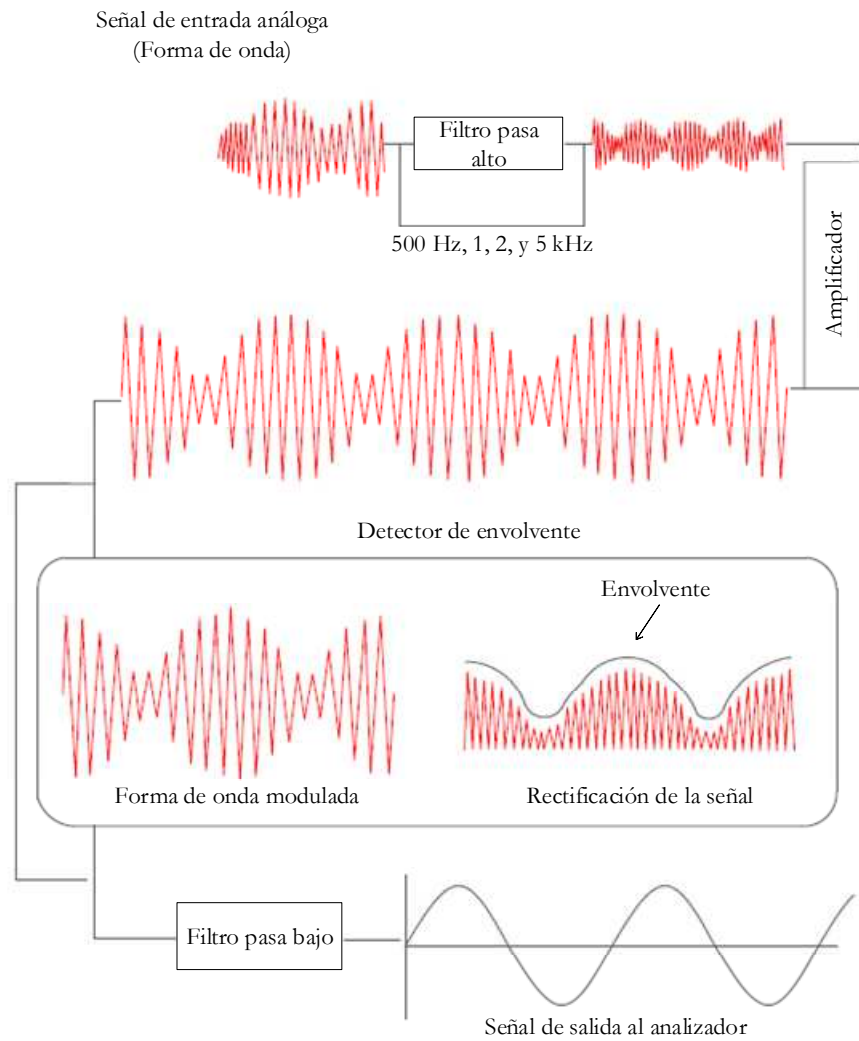 Señal de entrada análoga
(Forma de onda)
Filtro pasa
alto
500 Hz, 1, 2, y 5 kHz
Amplificador
Detector de envolvente
Envolvente
Forma de onda modulada
Rectificación de la señal
Filtro pasa bajo
Señal de salida al analizador